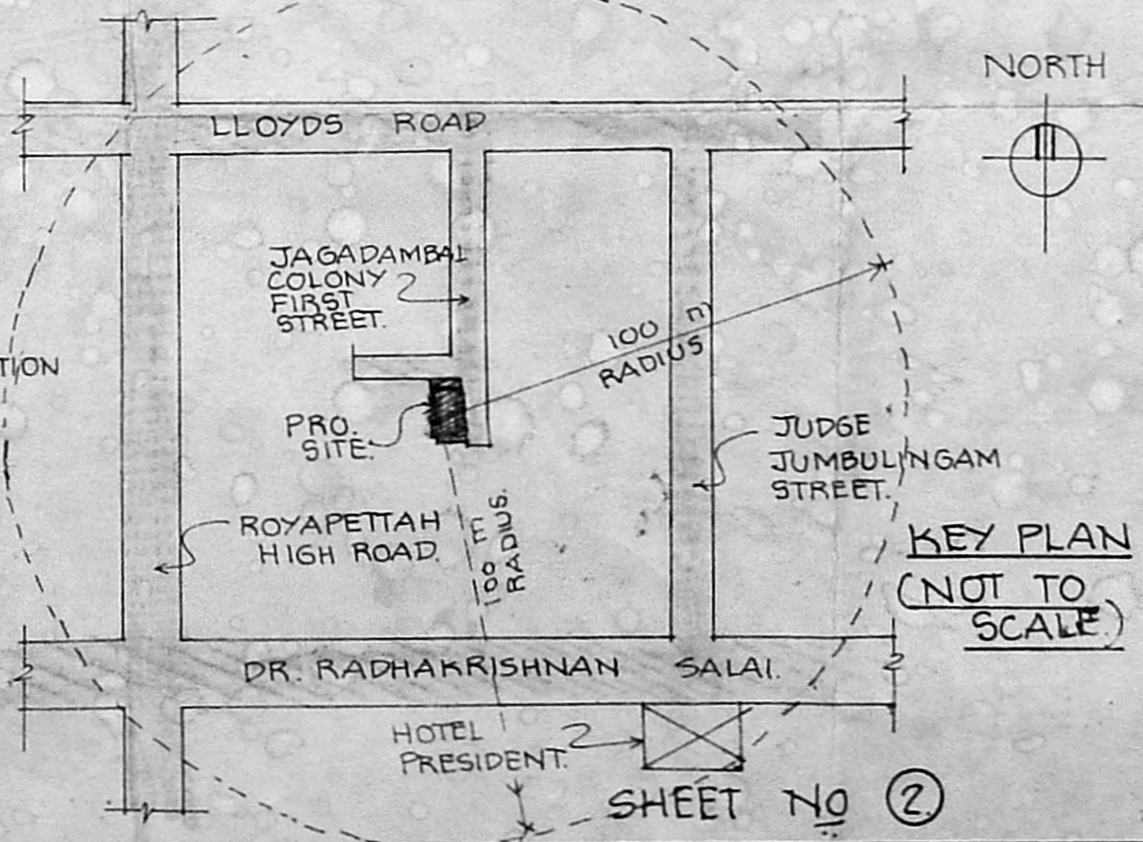 NORTH
LLOYDS ROAD
JAGADAMBAL
COLONY
FIRST
STREET.
100 m
RADIUS
TION
PRO.
SITE.
JUDGE
JUMBULINGAM
STREET.
100 m
RADIUS.
ROYAPETTAH
HIGH ROAD.
KEY PLAN
(NOT TO
SCALE.)
DR. RADHAKRISHNAN SALAI.
HOTEL
PRESIDENT.
SHEET No 2